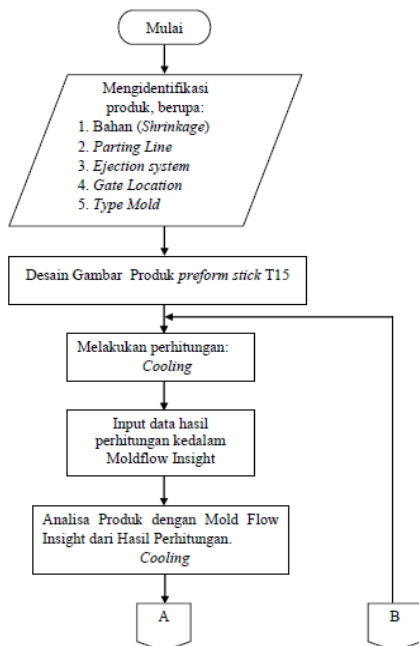 Mulai
Mengidentifikasi
produk, berupa:
1. Bahan (Shrinkage)
2. Parting Line
3. Ejection system
4. Gate Location
5. Type Mold
Desain Gambar Produk preform stick T15
Melakukan perhitungan:
Cooling
Input data hasil
perhitungan kedalam
Moldflow Insight
Analisa Produk dengan Mold Flow
Insight dari Hasil Perhitungan.
Cooling
A
B